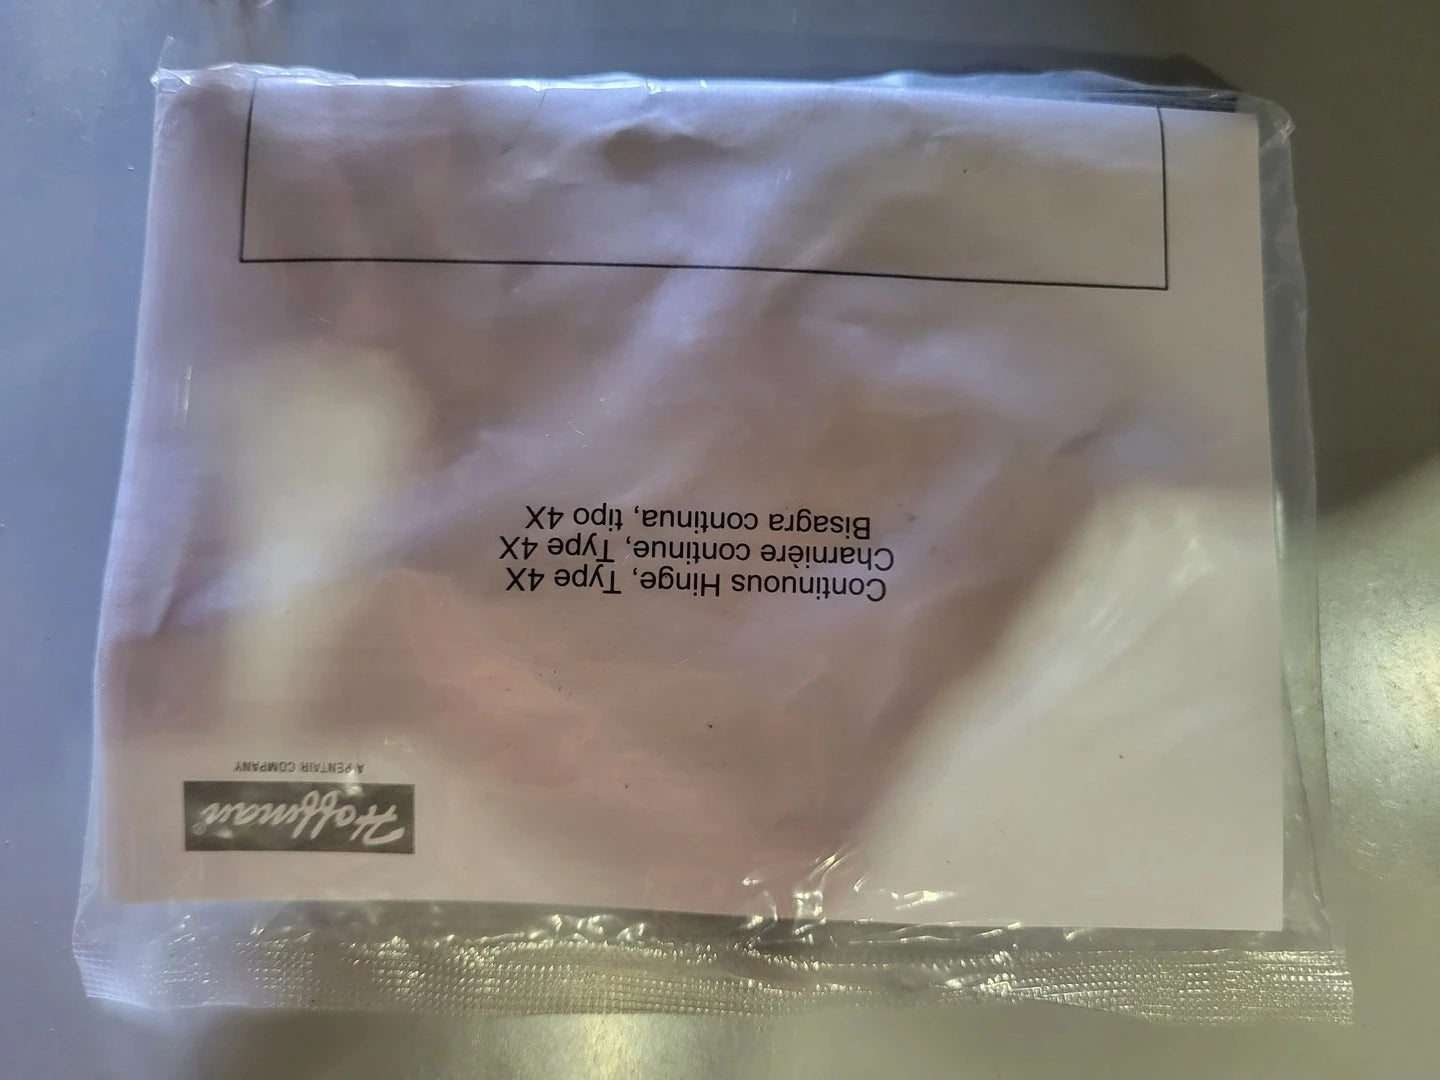 Hoffman®
A PENTAIR COMPANY
Continuous Hinge, Type 4X
Charnière continue, Type 4X
Bisagra continua, tipo 4X